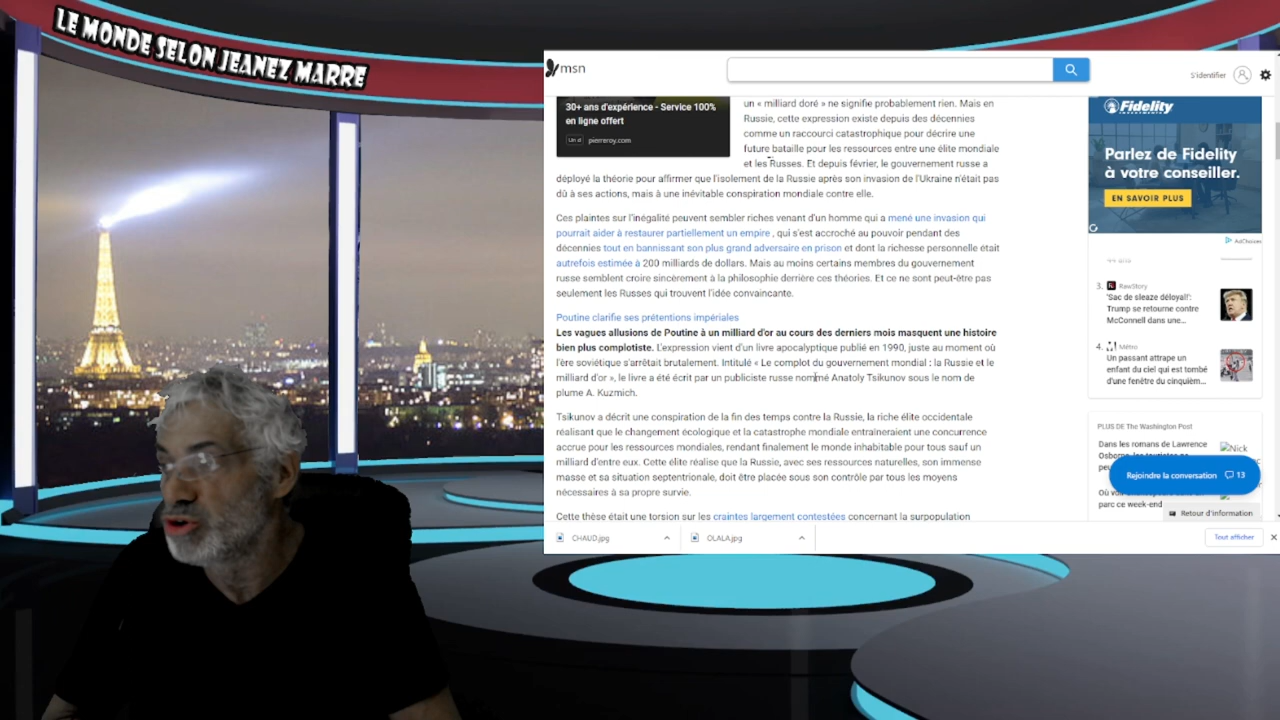 LE MONDE SELON JEANEZ MARRE
msn
S'identifier
30+ ans d'expérience - Service 100%
en ligne offert
pierreroy.com
un « milliard doré » ne signifie probablement rien. Mais en
Russie, cette expression existe depuis des décennies
comme un raccourci catastrophique pour décrire une
future bataille pour les ressources entre une élite mondiale
et les Russes. Et depuis février, le gouvernement russe a
déployé la théorie pour affirmer que l'isolement de la Russie après son invasion de l'Ukraine n'était pas
dû à ses actions, mais à une inévitable conspiration mondiale contre elle.
Ces plaintes sur l'inégalité peuvent sembler riches venant d'un homme qui a mené une invasion qui
pourrait aider à restaurer partiellement un empire , qui s'est accroché au pouvoir pendant des
décennies tout en bannissant son plus grand adversaire en prison et dont la richesse personnelle était
autrefois estimée à 200 milliards de dollars. Mais au moins certains membres du gouvernement
russe semblent croire sincèrement à la philosophie derrière ces théories. Et ce ne sont peut-être pas
seulement les Russes qui trouvent l'idée convaincante.
Poutine clarifie ses prétentions impériales
Les vagues allusions de Poutine à un milliard d'or au cours des derniers mois masquent une histoire
bien plus complotiste. L'expression vient d'un livre apocalyptique publié en 1990, juste au moment où
l'ère soviétique s'arrêtait brutalement. Intitulé « Le complot du gouvernement mondial : la Russie et le
milliard d'or », le livre a été écrit par un publiciste russe nommé Anatoly Tsikunov sous le nom de
plume A. Kuzmich.
Tsikunov a décrit une conspiration de la fin des temps contre la Russie, la riche élite occidentale
réalisant que le changement écologique et la catastrophe mondiale entraîneraient une concurrence
accrue pour les ressources mondiales, rendant finalement le monde inhabitable pour tous sauf un
milliard d'entre eux. Cette élite réalise que la Russie, avec ses ressources naturelles, son immense
masse et sa situation septentrionale, doit être placée sous son contrôle par tous les moyens
nécessaires à sa propre survie.
Cette thèse était une torsion sur les craintes largement contestées concernant la surpopulation
Fidelity
Parlez de Fidelity
à votre conseiller.
EN SAVOIR PLUS
AdChoices
3. RawStory
'Sac de sleaze déloyal!':
Trump se retourne contre
McConnell dans une...
4. Métro
Un passant attrape un
enfant du ciel qui est tombé
d'une fenêtre du cinquièm...
PLUS DE The Washington Post
Dans les romans de Lawrence
Rejoindre la conversation 13
parc ce week-end
Retour d'information
CHAUD.jpg
OLALA.jpg
Tout afficher